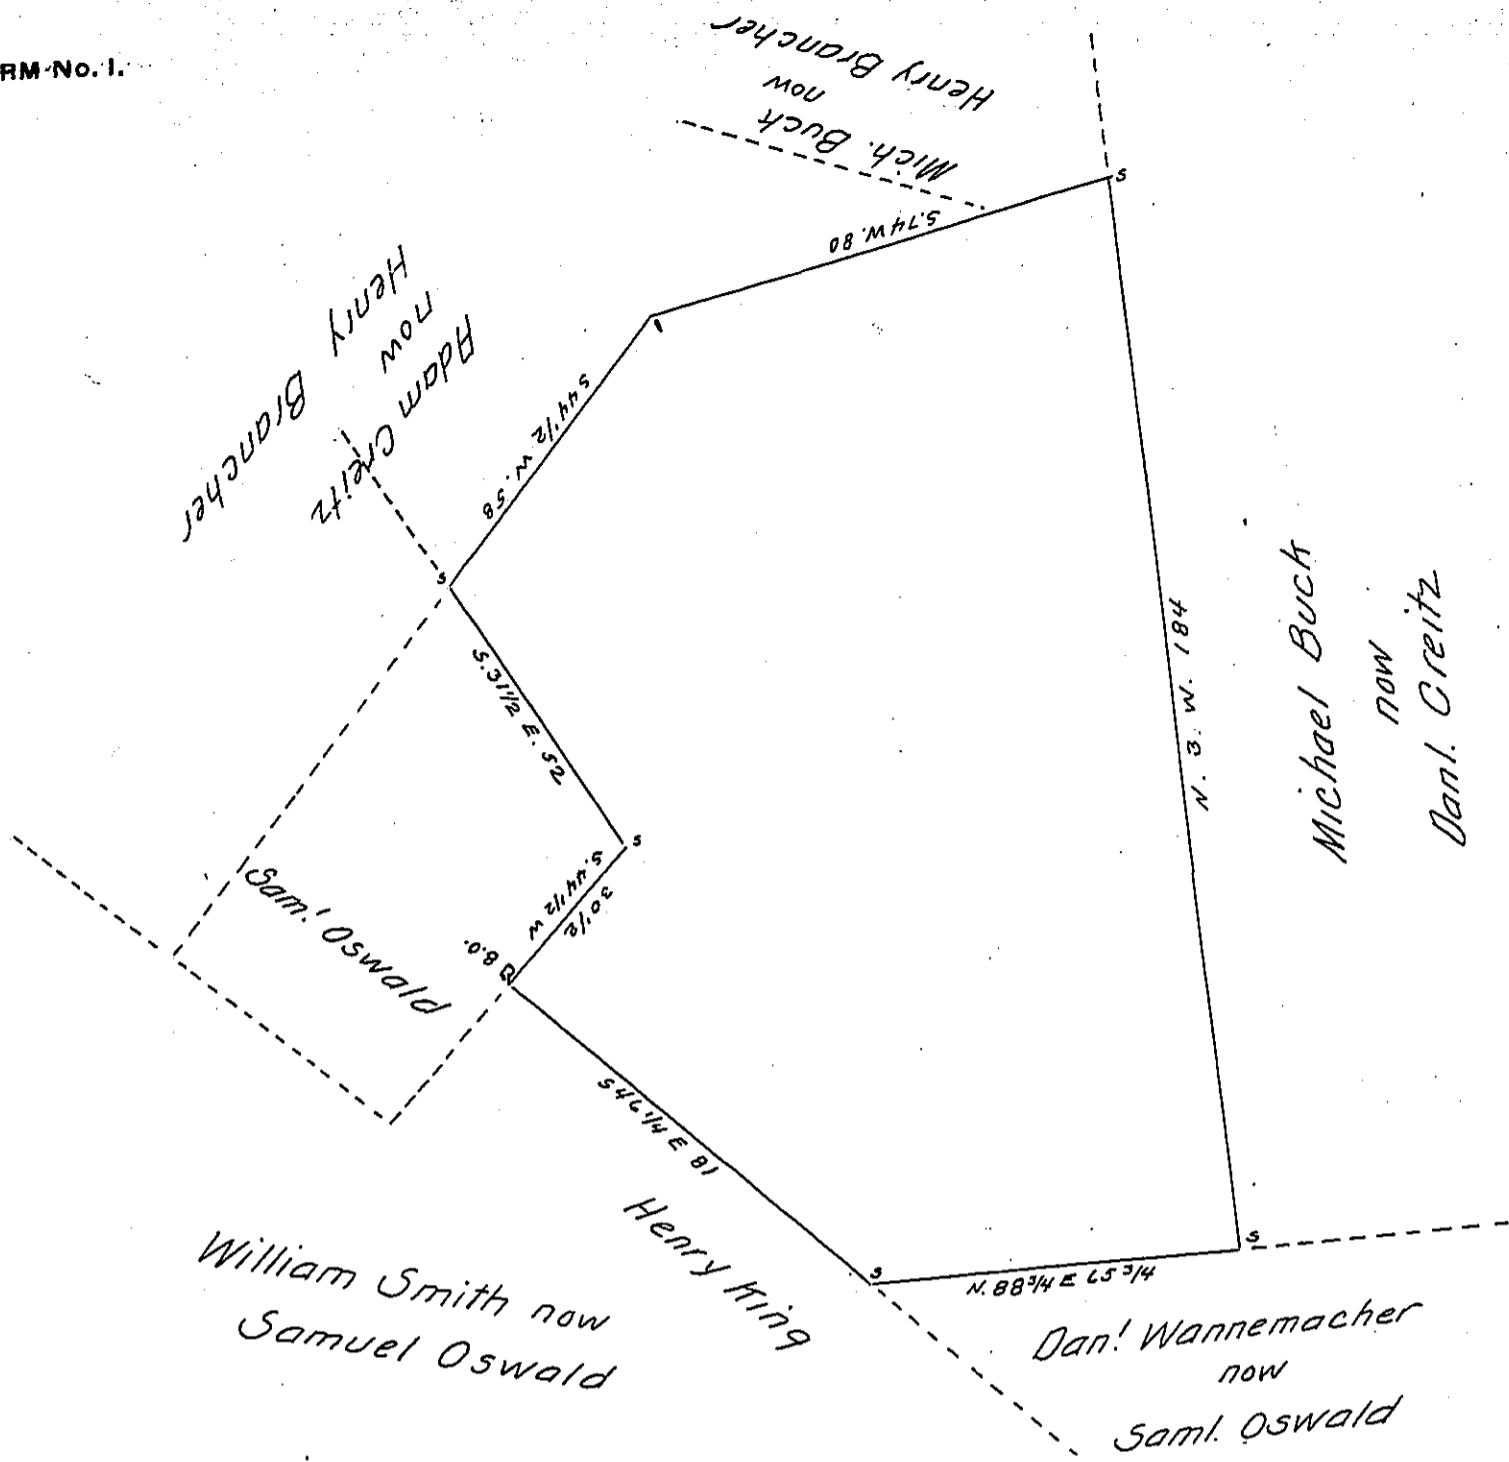 RM-No. 1.
Henry Brancher
now
Mich. Buck
S. 74 W. 80
S
Henry Brancher
now
Adam Creitz
S 44 1/2 W. 58
S
S. 31 1/2 E. 52
S
S. 44 1/2 W
30 1/2
B.O.
Saml. Oswald
N. 3. W. 184
Michael Buck
now
Danl. Creitz
S 46 1/4 E 81
Henry King
William Smith now
Samuel Oswald
S
N. 88 3/4 E 65 3/4
S
Danl. Wannemacher
now
Saml. Oswald